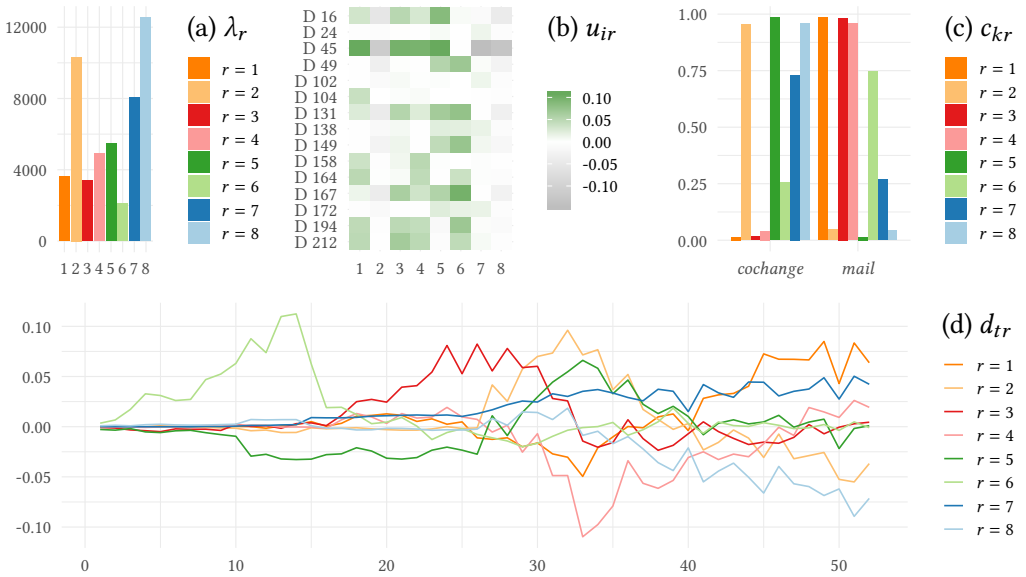 (a) λr
12000
8000
4000
0
1 2 3 4 5 6 7 8
r = 1
r = 2
r = 3
r = 4
r = 5
r = 6
r = 7
r = 8
(b) uir
D 16
D 24
D 45
D 49
D 102
D 104
D 131
D 138
D 149
D 158
D 164
D 167
D 172
D 194
D 212
1 2 3 4 5 6 7 8
0.10
0.05
0.00
-0.05
-0.10
(c) ckr
1.00
0.75
0.50
0.25
0.00
cochange mail
r = 1
r = 2
r = 3
r = 4
r = 5
r = 6
r = 7
r = 8
(d) dtr
0.10
0.05
0.00
-0.05
-0.10
0 10 20 30 40 50
r = 1
r = 2
r = 3
r = 4
r = 5
r = 6
r = 7
r = 8